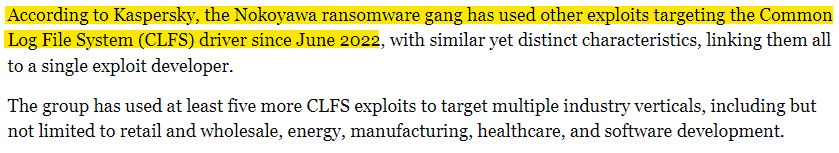 According to Kaspersky, the Nokoyawa ransomware gang has used other exploits targeting the Common
Log File System (CLFS) driver since June 2022, with similar yet distinct characteristics, linking them all
to a single exploit developer.
The group has used at least five more CLFS exploits to target multiple industry verticals, including but
not limited to retail and wholesale, energy, manufacturing, healthcare, and software development.